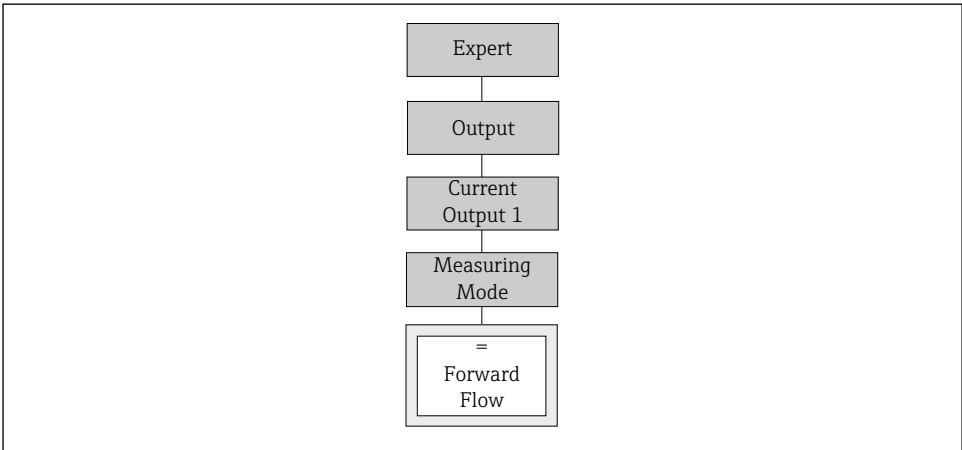 Expert
Output
Current
Output 1
Measuring
Mode
=
Forward
Flow